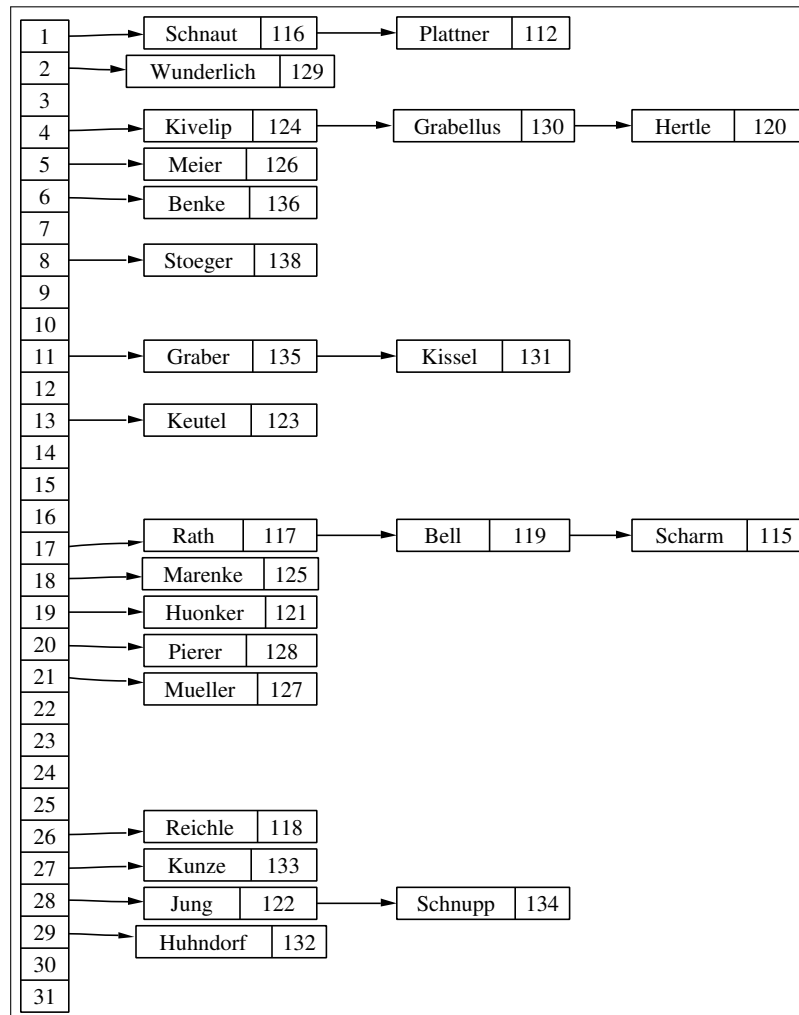 1 Schnaut 116 Plattner 112
2 Wunderlich 129
3
4 Kivelip 124 Grabellus 130 Hertle 120
5 Meier 126
6 Benke 136
7
8 Stoeger 138
9
10
11 Graber 135 Kissel 131
12
13 Keutel 123
14
15
16
17 Rath 117 Bell 119 Scharm 115
18 Marenke 125
19 Huonker 121
20 Pierer 128
21 Mueller 127
22
23
24
25
26 Reichle 118
27 Kunze 133
28 Jung 122 Schnupp 134
29 Huhndorf 132
30
31